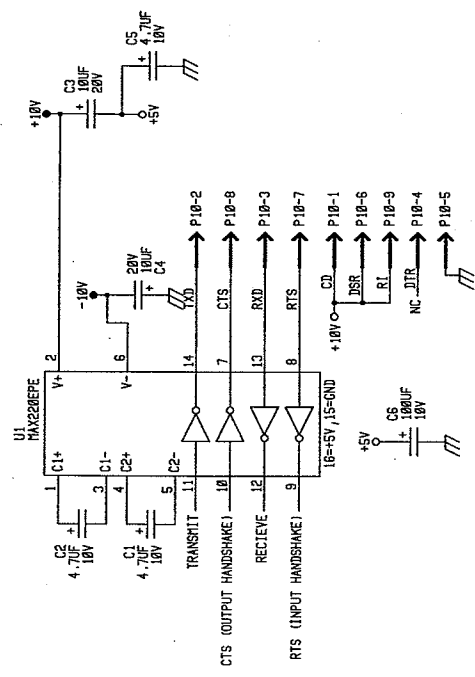 U1
MAX220EPE
1
C1+
V+
2
+10V
C3
10UF
20V
+
+5V
C5
4.7UF
10V
+
C2
4.7UF
10V
+
3
C1-
4
C2+
V-
6
-10V
20V
10UF
C4
+
C1
4.7UF
10V
+
5
C2-
TRANSMIT
11
14
TXD
P10-2
CTS (OUTPUT HANDSHAKE)
10
7
CTS
P10-8
RECIEVE
12
13
RXD
P10-3
RTS (INPUT HANDSHAKE)
9
8
RTS
P10-7
16=+5V,15=GND
+10V
CD
P10-1
DSR
P10-6
RI
P10-9
NC
DTR
P10-4
P10-5
+5V
+
C6
100UF
10V